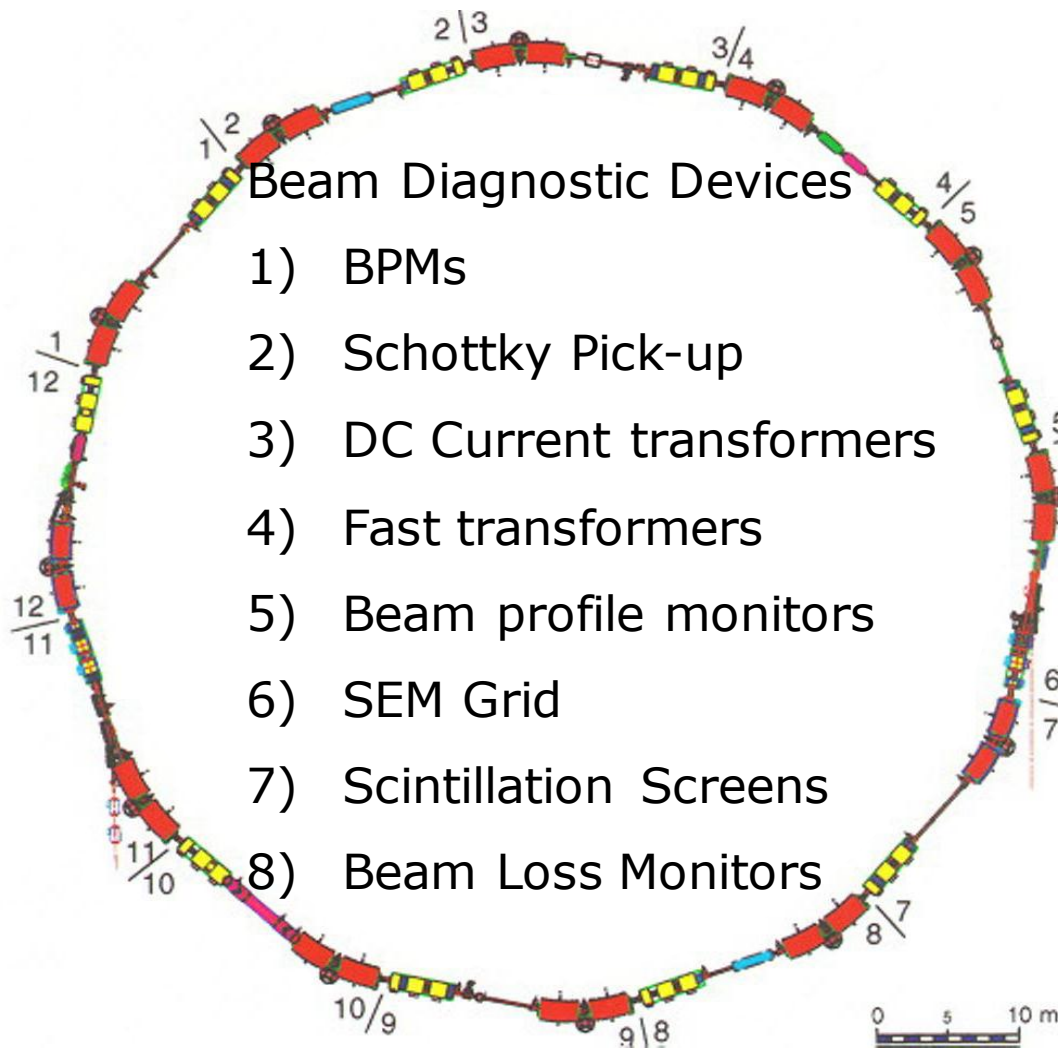 2/3
3/4
1/2
4/5
Beam Diagnostic Devices
1) BPMs
2) Schottky Pick-up
1/12
3) DC Current transformers
5
4) Fast transformers
12/11
5) Beam profile monitors
6) SEM Grid
6/7
7) Scintillation Screens
11/10
8) Beam Loss Monitors
8/7
10/9
9/8
0 5 10 m